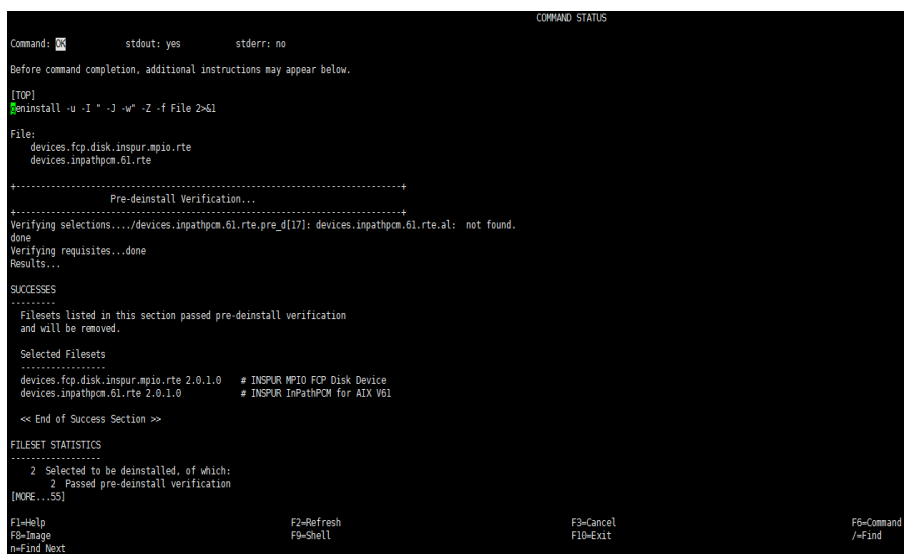 COMMAND STATUS
Command: OK stdout: yes stderr: no
Before command completion, additional instructions may appear below.
[TOP]
geninstall -u -I " -J -w" -Z -f File 2>&1
File:
devices.fcp.disk.inspur.mpio.rte
devices.inpathpcm.61.rte
+-----------------------------------------------------------------------------+
Pre-deinstall Verification...
+-----------------------------------------------------------------------------+
Verifying selections..../devices.inpathpcm.61.rte.pre_d[17]: devices.inpathpcm.61.rte.al: not found.
done
Verifying requisites...done
Results...
SUCCESSES
---------
Filesets listed in this section passed pre-deinstall verification
and will be removed.
Selected Filesets
-----------------
devices.fcp.disk.inspur.mpio.rte 2.0.1.0 # INSPUR MPIO FCP Disk Device
devices.inpathpcm.61.rte 2.0.1.0 # INSPUR InPathPCM for AIX V61
<< End of Success Section >>
FILESET STATISTICS
------------------
2 Selected to be deinstalled, of which:
2 Passed pre-deinstall verification
[MORE...55]
F1=Help F2=Refresh F3=Cancel F6=Command
F8=Image F9=Shell F10=Exit /=Find
n=Find Next